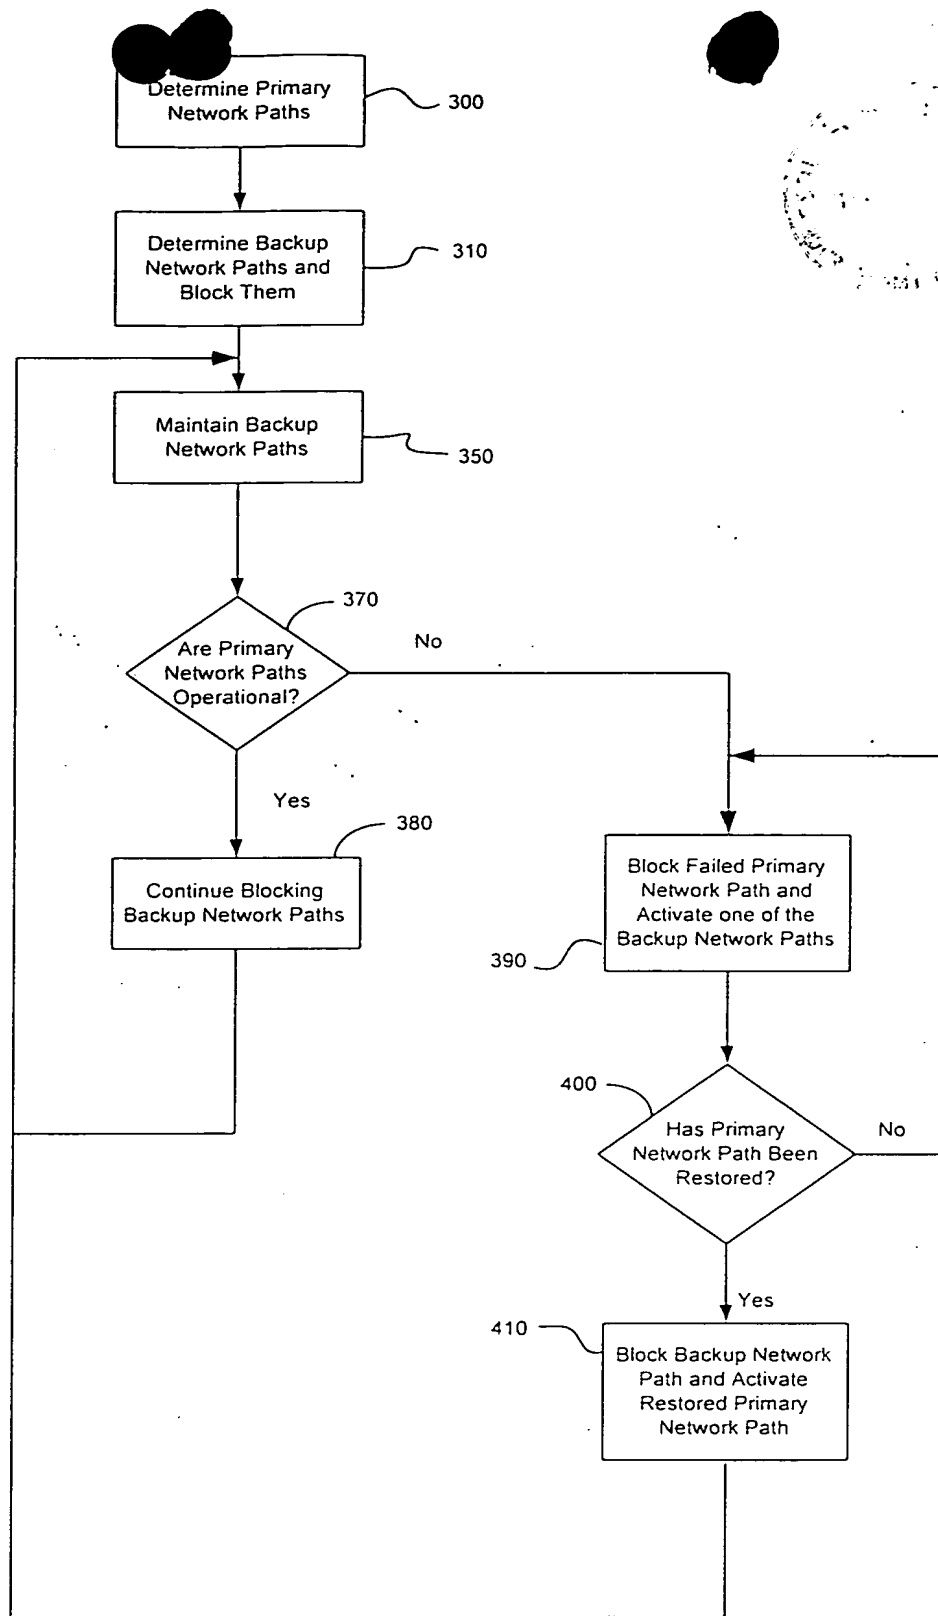 Determine Primary
Network Paths
300
Determine Backup
Network Paths and
Block Them
310
Maintain Backup
Network Paths
350
370
Are Primary
Network Paths
Operational?
No
Yes
380
Continue Blocking
Backup Network Paths
Block Failed Primary
Network Path and
Activate one of the
Backup Network Paths
390
400
Has Primary
Network Path Been
Restored?
No
Yes
410
Block Backup Network
Path and Activate
Restored Primary
Network Path